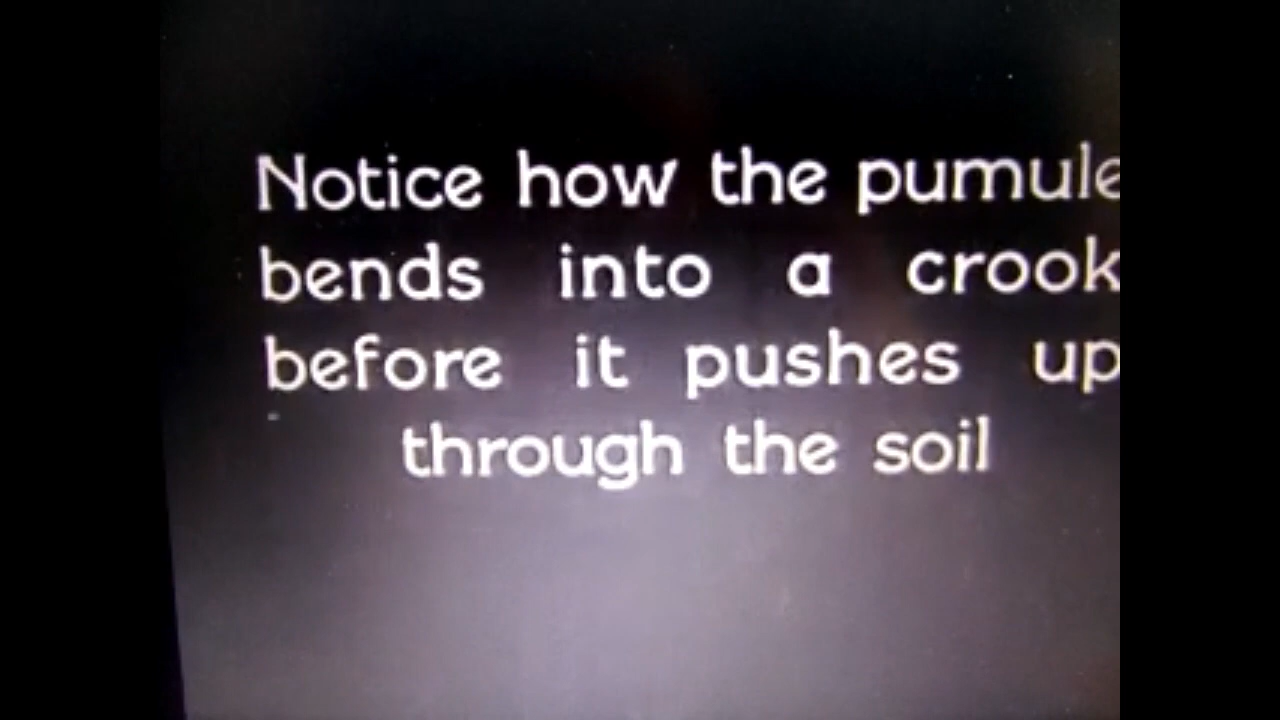 Notice how the pumule
bends into a crook
before it pushes up
through the soil